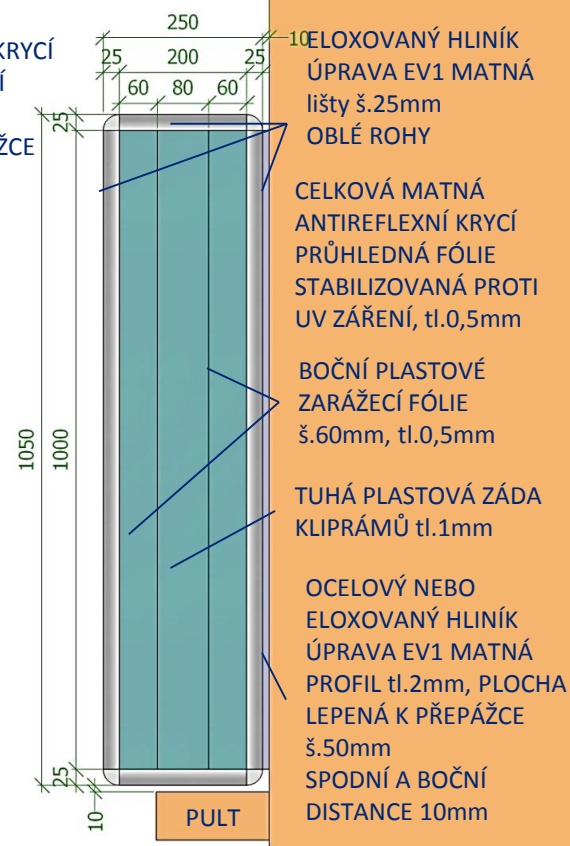 KRYCÍ
Í
ŽCE
250
10
25
200
25
60
80
60
25
1050
1000
25
10
ELOXOVANÝ HLINÍK
ÚPRAVA EV1 MATNÁ
lišty š.25mm
OBLÉ ROHY
CELKOVÁ MATNÁ
ANTIREFLEXNÍ KRYCÍ
PRŮHLEDNÁ FÓLIE
STABILIZOVANÁ PROTI
UV ZÁŘENÍ, tl.0,5mm
BOČNÍ PLASTOVÉ
ZARÁŽECÍ FÓLIE
š.60mm, tl.0,5mm
TUHÁ PLASTOVÁ ZÁDA
KLIPRÁMŮ tl.1mm
OCELOVÝ NEBO
ELOXOVANÝ HLINÍK
ÚPRAVA EV1 MATNÁ
PROFIL tl.2mm, PLOCHA
LEPENÁ K PŘEPÁŽCE
š.50mm
SPODNÍ A BOČNÍ
DISTANCE 10mm
PULT